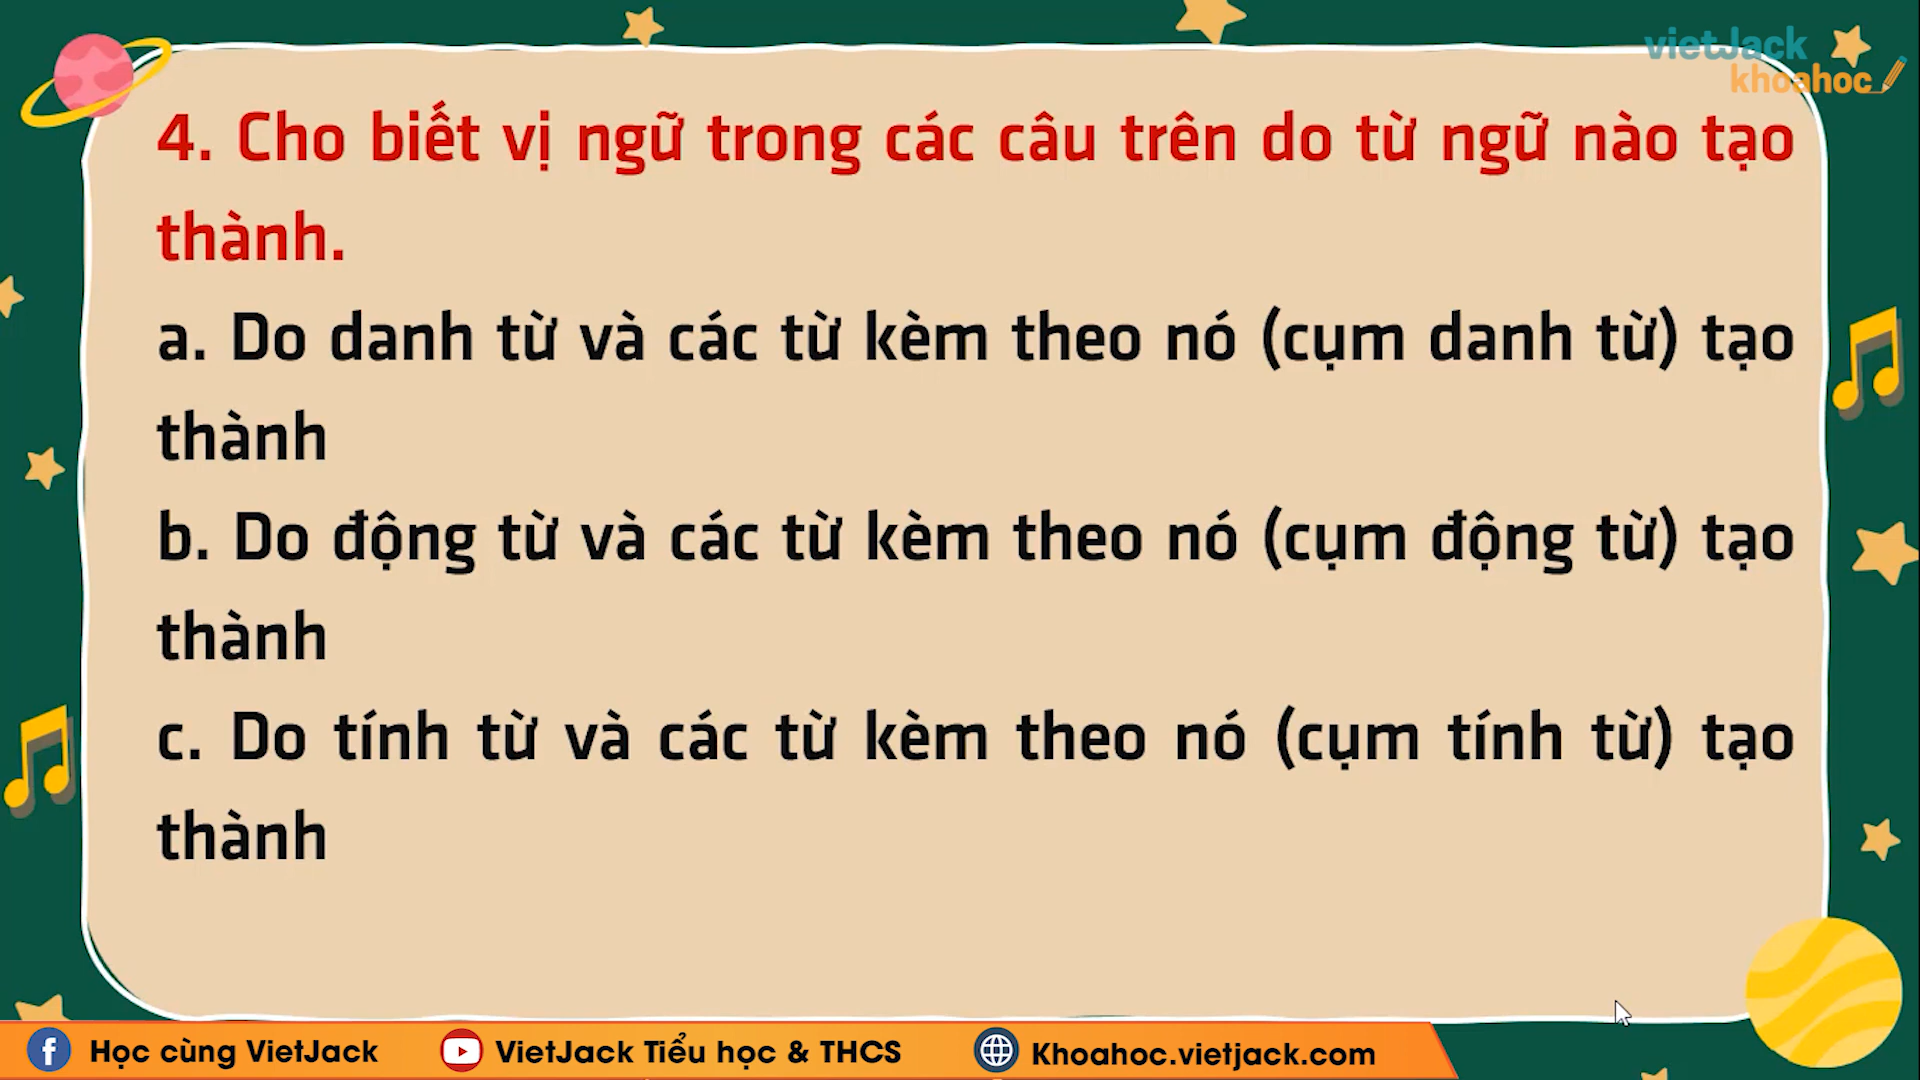 vietJack
khoahoc
4. Cho biết vị ngữ trong các câu trên do từ ngữ nào tạo
thành.
a. Do danh từ và các từ kèm theo nó (cụm danh từ) tạo
thành
b. Do động từ và các từ kèm theo nó (cụm động từ) tạo
thành
c. Do tính từ và các từ kèm theo nó (cụm tính từ) tạo
thành
Học cùng VietJack
VietJack Tiểu học & THCS
Khoahoc.vietjack.com